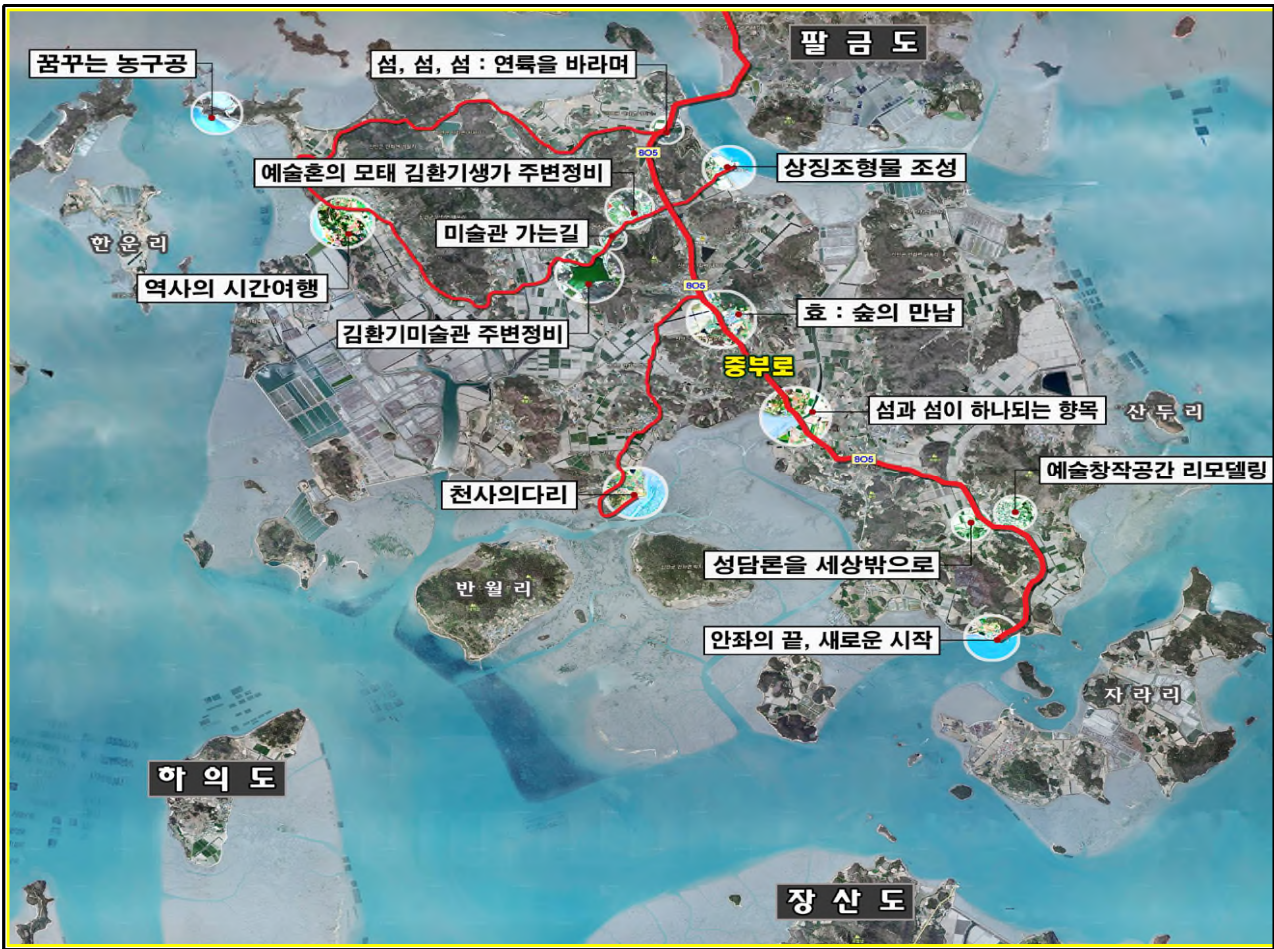 팔 금 도
꿈꾸는 농구공
섬, 섬, 섬 : 연륙을 바라며
805
예술혼의 모태 김환기생가 주변정비
상징조형물 조성
미술관 가는길
한 운 리
역사의 시간여행
805
김환기미술관 주변정비
효 : 숲의 만남
중부로
섬과 섬이 하나되는 향목
산 두 리
805
예술창작공간 리모델링
천사의다리
성담론을 세상밖으로
반 월 리
안좌의 끝, 새로운 시작
자 라 리
하 의 도
장 산 도